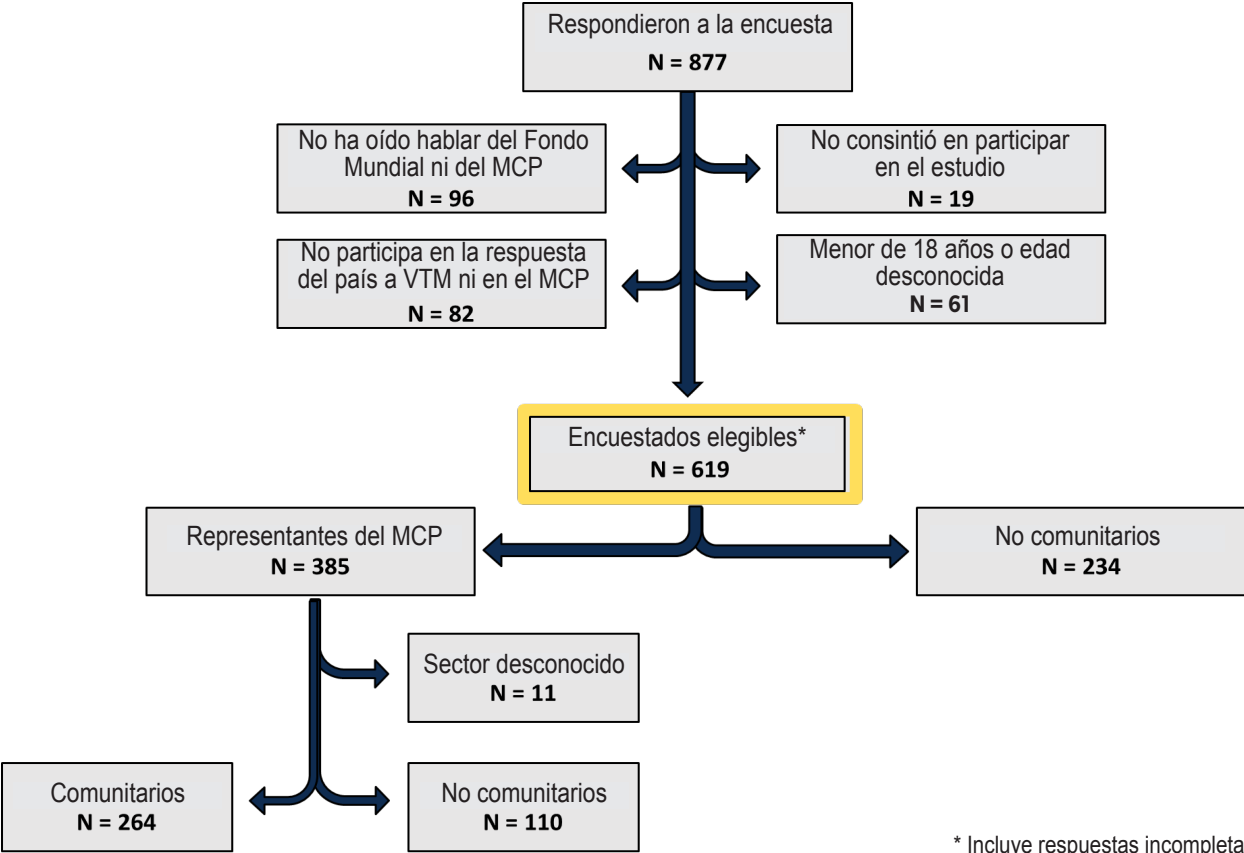 Respondieron a la encuesta
N = 877
No ha oído hablar del Fondo
Mundial ni del MCP
N = 96
No consintió en participar
en el estudio
N = 19
No participa en la respuesta
del país a VTM ni en el MCP
N = 82
Menor de 18 años o edad
desconocida
N = 61
Encuestados elegibles*
N = 619
Representantes del MCP
N = 385
No comunitarios
N = 234
Sector desconocido
N = 11
Comunitarios
N = 264
No comunitarios
N = 110
* Incluye respuestas incompleta